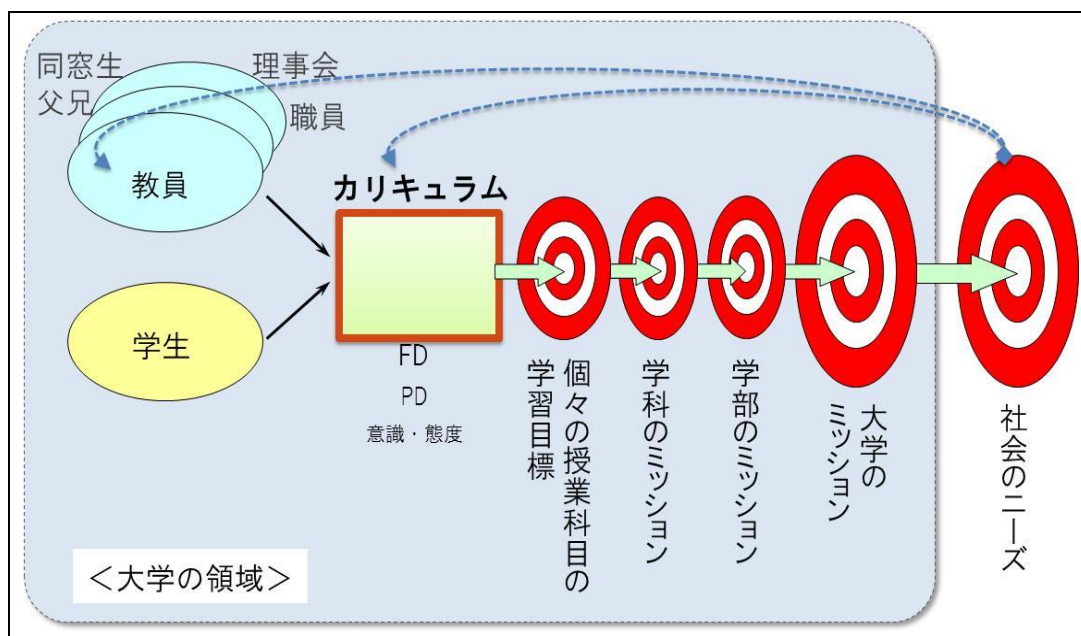 同窓生
理事会
父兄
職員
教員
学生
カリキュラム
FD
PD
意識・態度
個々の授業科目の
学習目標
学科のミッション
学部のミッション
大学の
ミッション
社会のニーズ
＜大学の領域＞